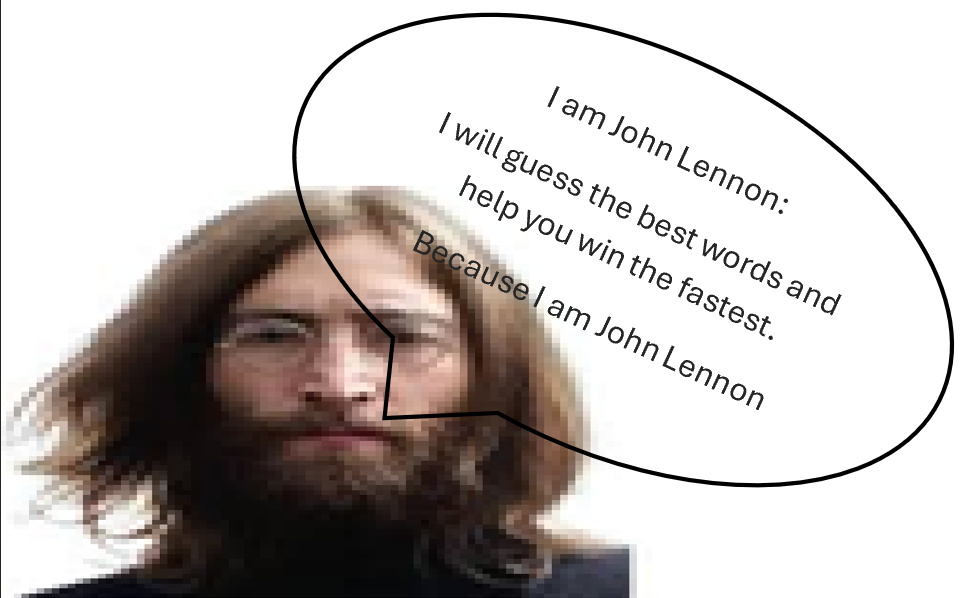 I am John Lennon:
I will guess the best words and
help you win the fastest.
Because I am John Lennon